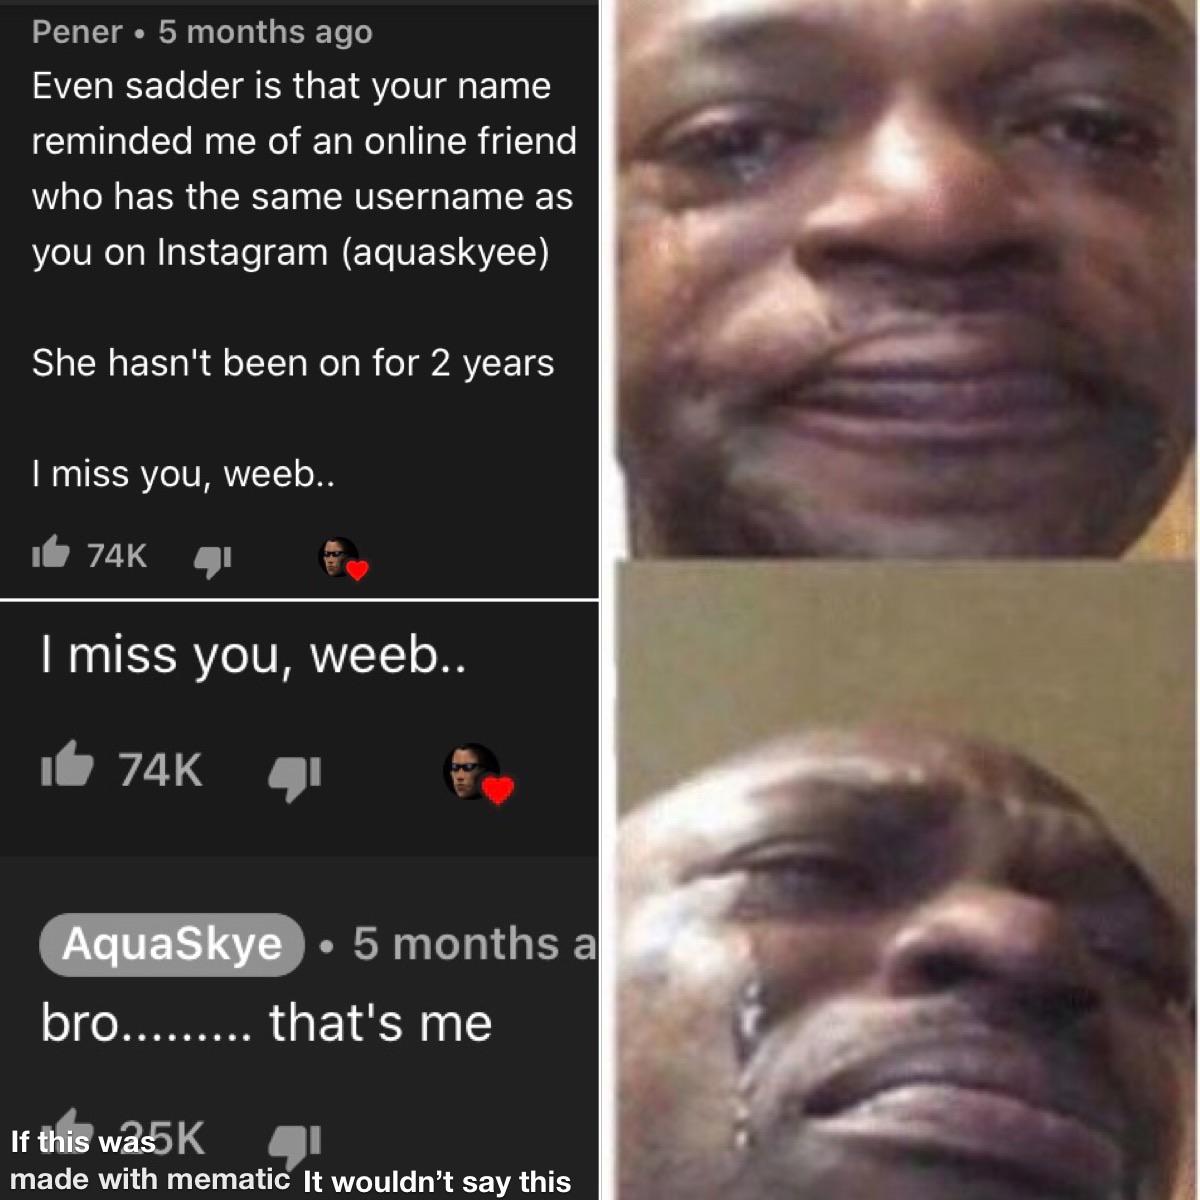 Pener • 5 months ago
Even sadder is that your name
reminded me of an online friend
who has the same username as
you on Instagram (aquaskyee)
She hasn't been on for 2 years
I miss you, weeb..
74K
I miss you, weeb..
74K
AquaSkye • 5 months a
bro......... that's me
25K
If this was
made with mematic It wouldn’t say this